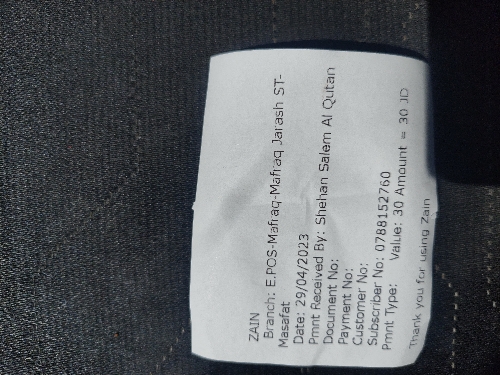 ZAIN
Branch: E.POS-Mafraq-Mafraq Jarash ST-
Masafat
Date: 29/04/2023
Pmnt Received By: Shehan Salem Al Qutan
Document No:
Payment No:
Customer No:
Subscriber No: 0788152760
Pmnt Type:
Value: 30 Amount = 30 JD
Thank you for using Zain